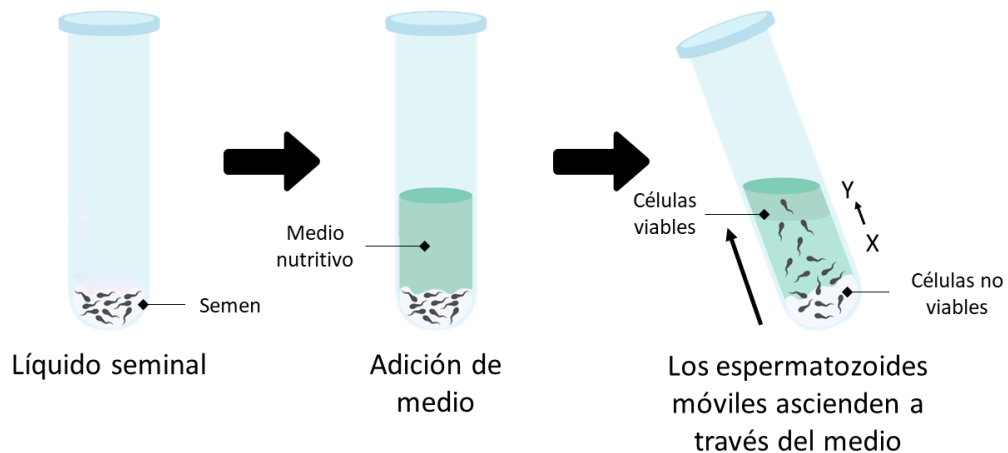 Semen
Líquido seminal
Medio
nutritivo
Adición de
medio
Células
viables
Y
X
Células no
viables
Los espermatozoides
móviles ascienden a
través del medio